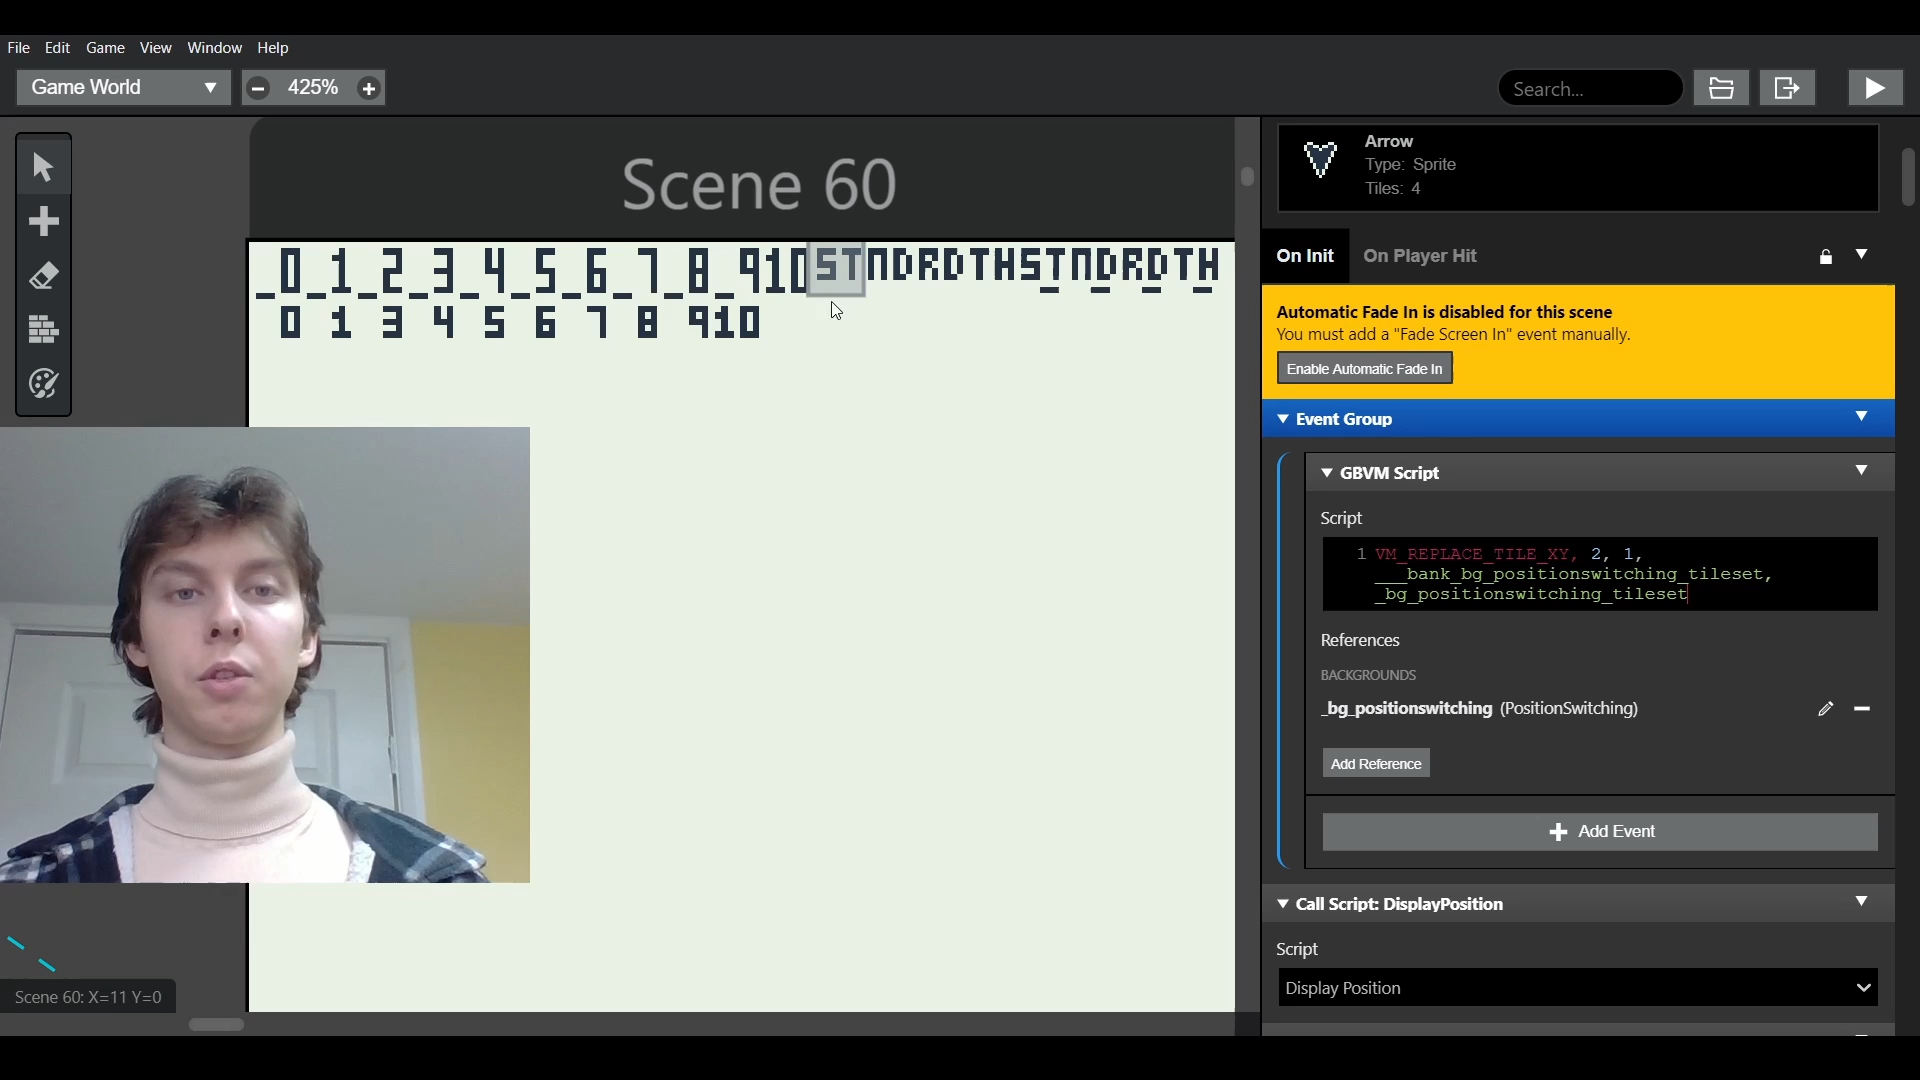 File Edit Game View Window Help
Game World 425% Search...
Scene 60
_0_1_2_3_4_5_6_7_8_910STNDRDTHSTNDRDTH
0 1 3 4 5 6 7 8 910
Arrow
Type: Sprite
Tiles: 4
On Init On Player Hit
Automatic Fade In is disabled for this scene
You must add a "Fade Screen In" event manually.
Enable Automatic Fade In
Event Group
GBVM Script
Script
1 VM_REPLACE_TILE_XY, 2, 1,
___bank_bg_positionswitching_tileset,
_bg_positionswitching_tileset
References
BACKGROUNDS
_bg_positionswitching (PositionSwitching)
Add Reference
Add Event
Call Script: DisplayPosition
Script
Display Position
Scene 60: X=11 Y=0